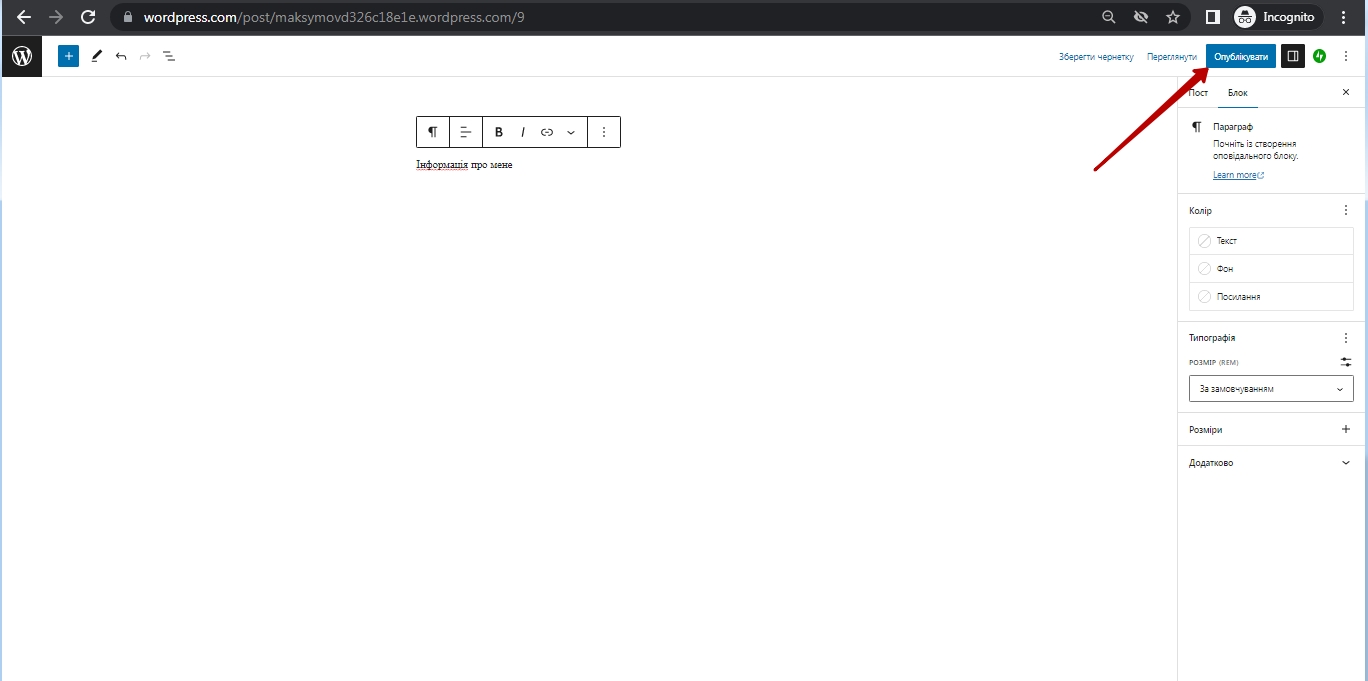 wordpress.com/post/maksymovd326c18e1e.wordpress.com/9
Incognito
Зберегти чернетку Переглянути Опублікувати
Пост Блок
B I
Інформація про мене
Параграф
Почніть із створення
оповідального блоку.
Learn more
Колір
Текст
Фон
Посилання
Типографія
РОЗМІР (REM)
За замовчуванням
Розміри
Додатково